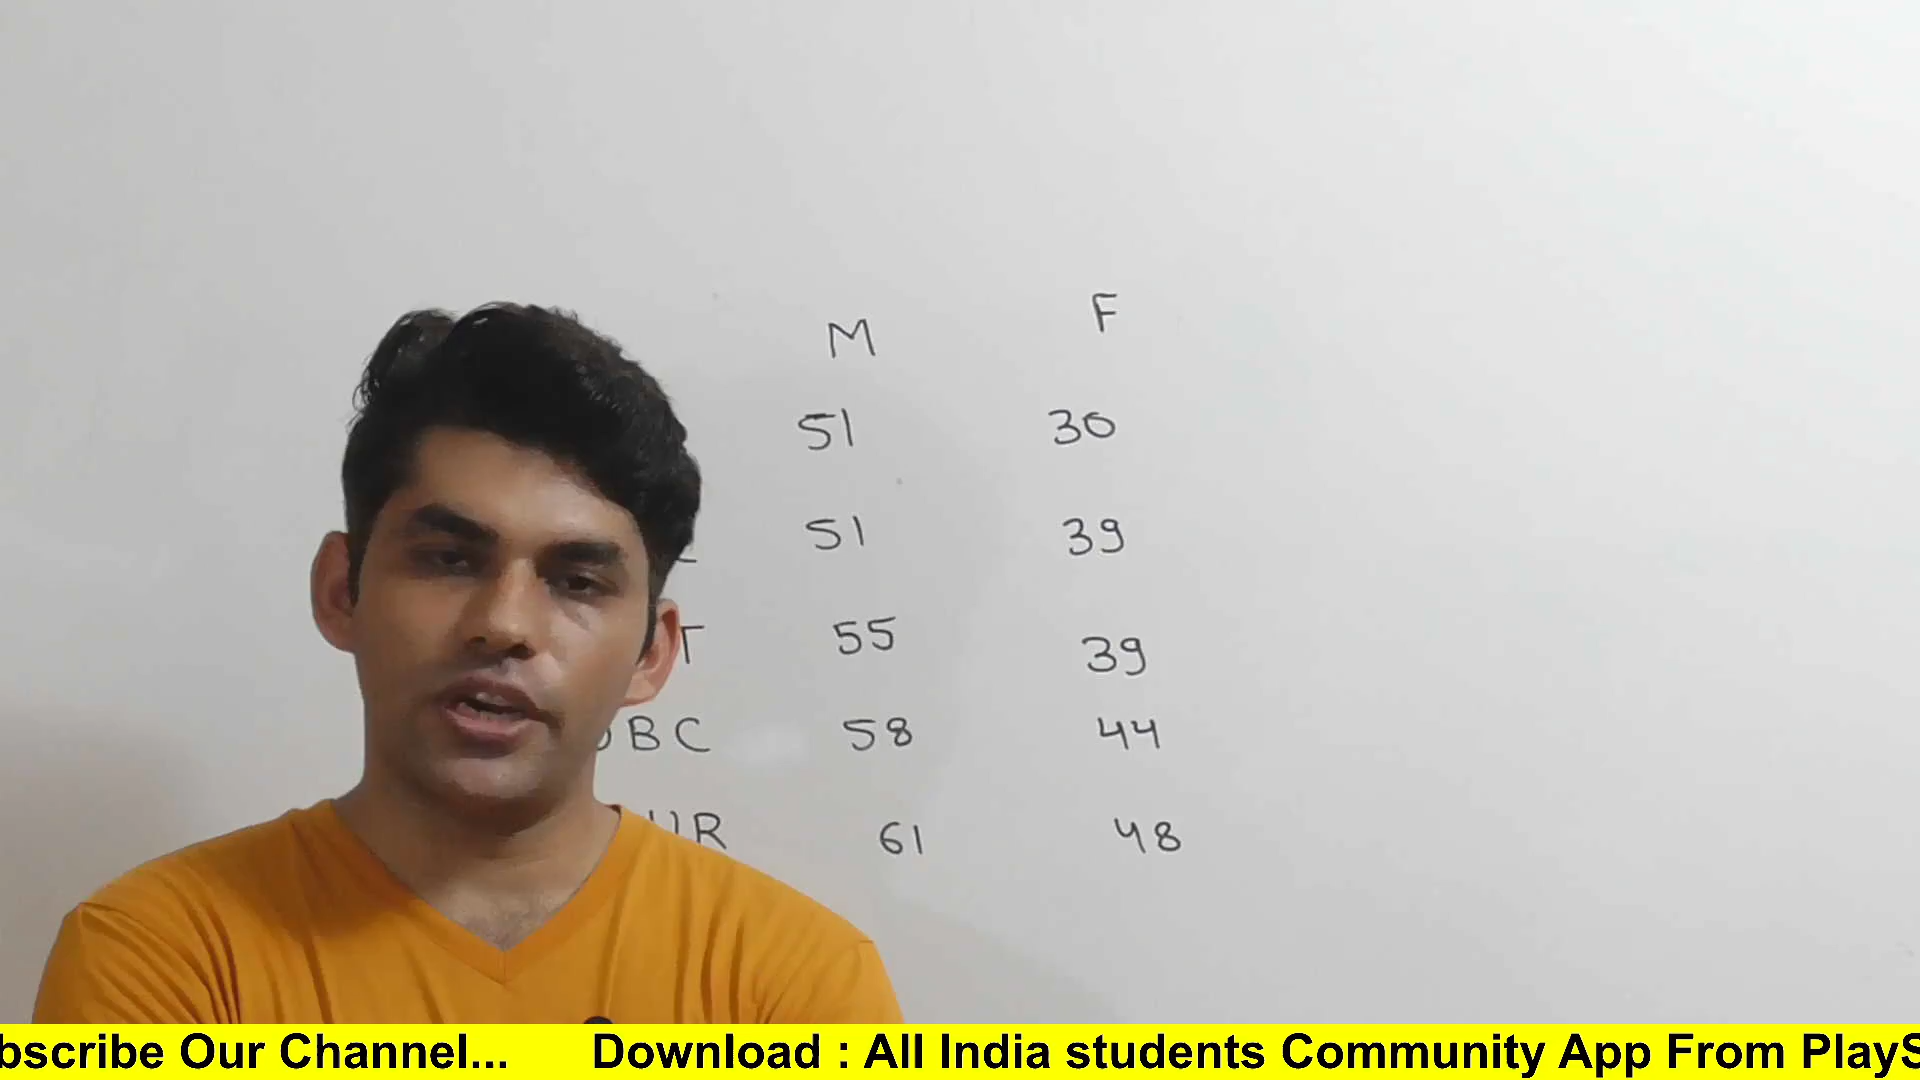 M F
51 30
51 39
T 55 39
BC 58 44
UR 61 48
bscribe Our Channel... Download : All India students Community App From PlayS